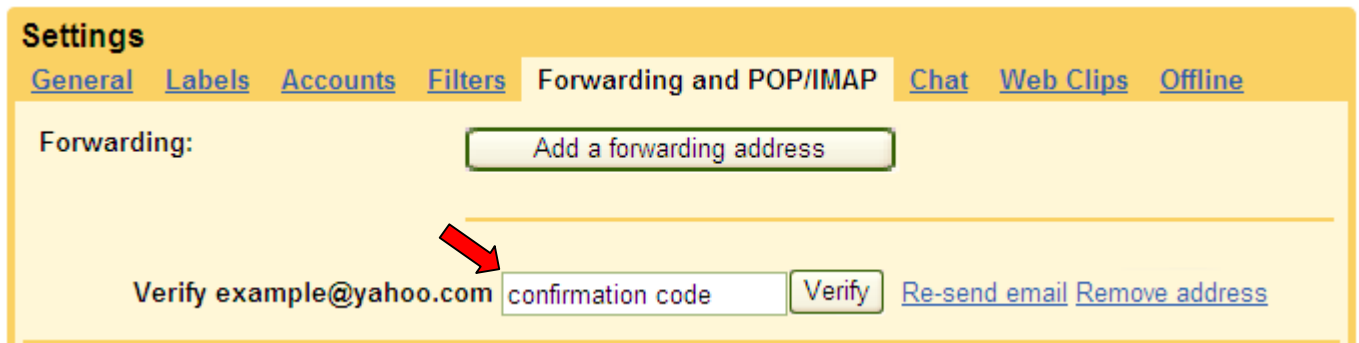 Settings
General Labels Accounts Filters Forwarding and POP/IMAP Chat Web Clips Offline
Forwarding: Add a forwarding address
Verify example@yahoo.com confirmation code Verify Re-send email Remove address